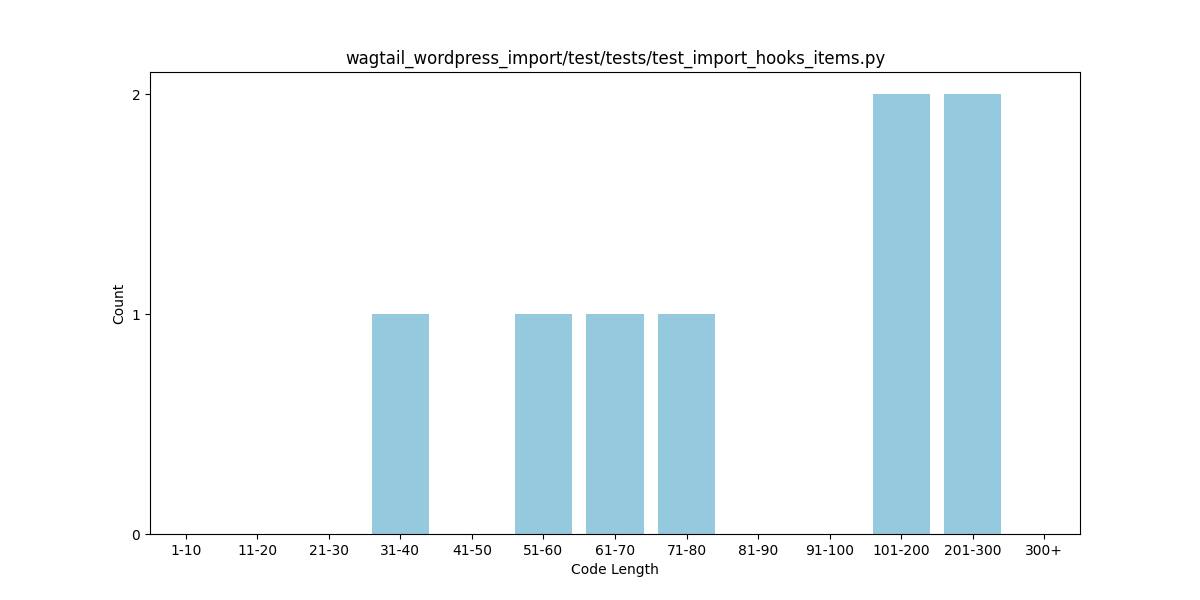 wagtail_wordpress_import/test/tests/test_import_hooks_items.py
2
1
0
Count
1-10 11-20 21-30 31-40 41-50 51-60 61-70 71-80 81-90 91-100 101-200 201-300 300+
Code Length